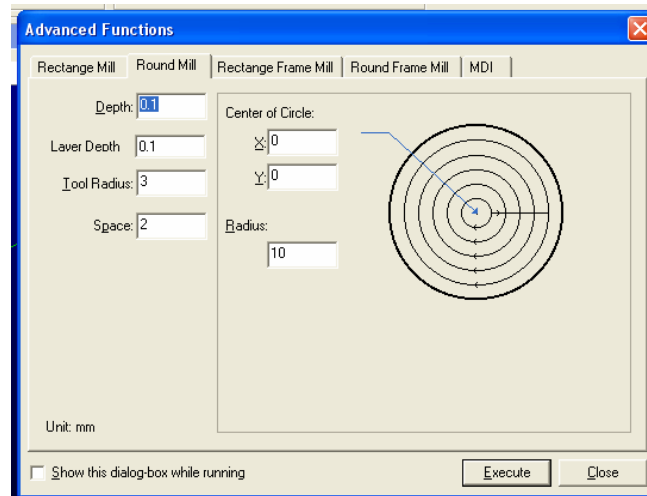 Advanced Functions
Rectange Mill Round Mill Rectange Frame Mill Round Frame Mill MDI
Depth: 0.1
Laver Depth 0.1
Tool Radius: 3
Space: 2
Center of Circle:
X: 0
Y: 0
Radius:
10
Unit: mm
Show this dialog-box while running Execute Close